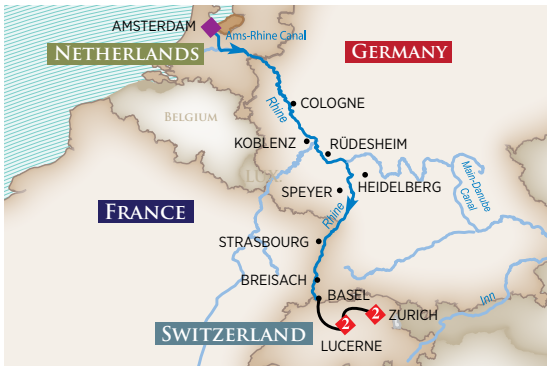 AMSTERDAM
Ams-Rhine Canal
NETHERLANDS
GERMANY
Rhine
COLOGNE
BELGIUM
KOBLENZ
RÜDESHEIM
LUX.
HEIDELBERG
SPEYER
Main-Danube
Canal
FRANCE
Rhine
STRASBOURG
BREISACH
BASEL
Inn
2
2
ZURICH
SWITZERLAND
LUCERNE